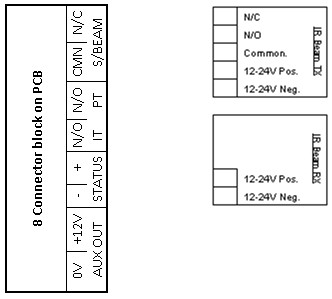 8 Connector block on PCB
0V +12V - + N/O N/O CMN N/C
AUX OUT STATUS IT PT S/BEAM
N/C
N/O
Common.
12-24V Pos.
12-24V Neg.
IR Beam TX
12-24V Pos.
12-24V Neg.
IR Beam RX